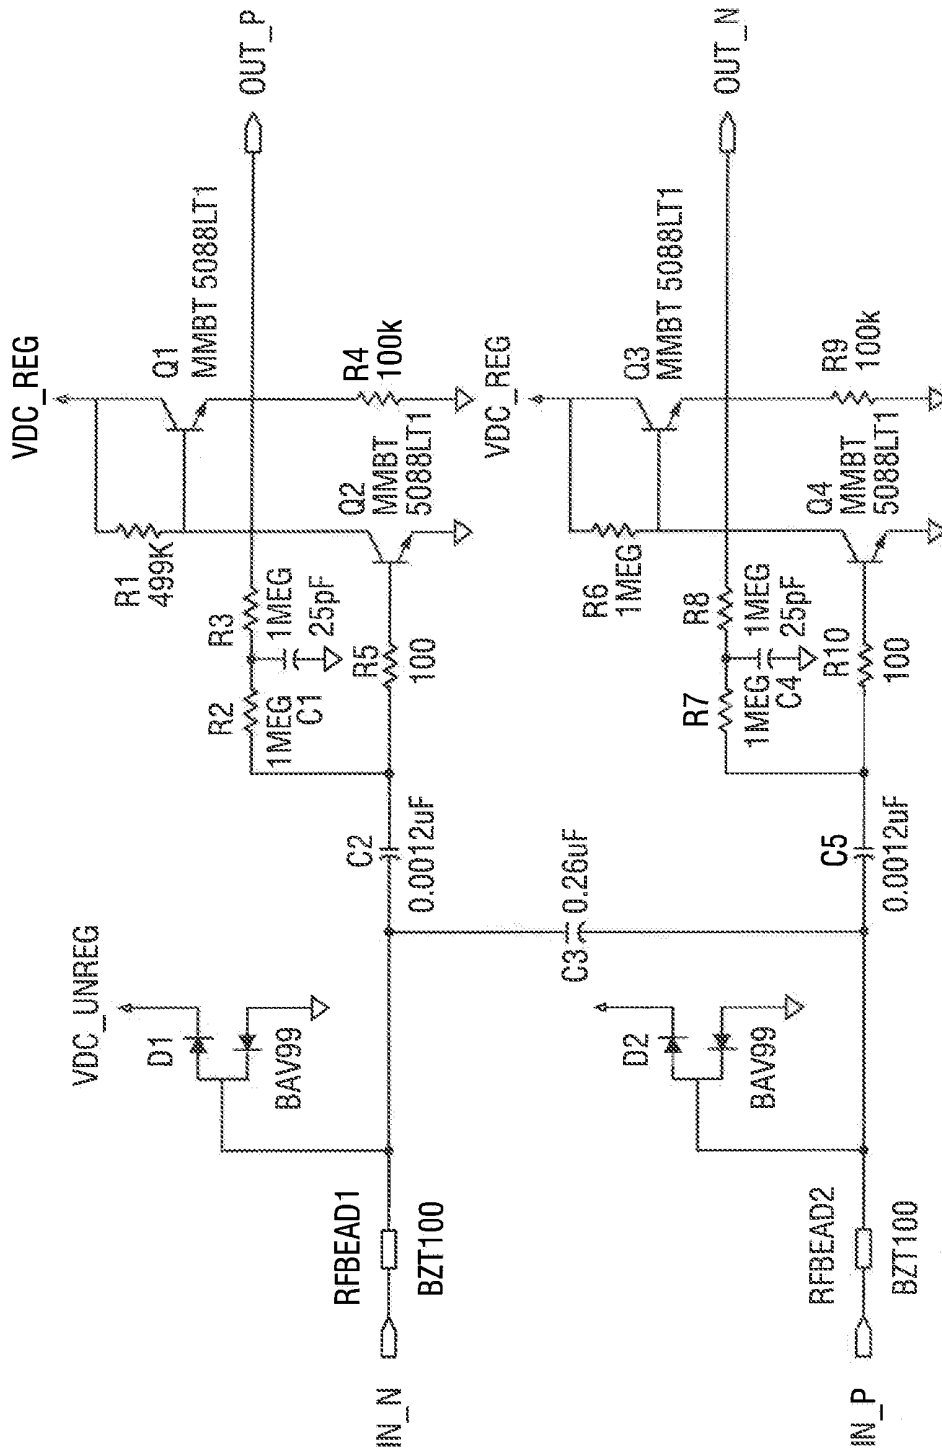 VDC_REG
Q1
MMBT 5088LT1
R1
499K
OUT_P
R3
1MEG
25pF
R2
1MEG
C1
R4
100k
Q2
MMBT
5088LT1
R5
100
VDC_UNREG
D1
BAV99
C2
0.0012uF
RFBEAD1
BZT100
IN_N
C3
0.26uF
VDC_REG
Q3
MMBT 5088LT1
R6
1MEG
OUT_N
R8
1MEG
25pF
R7
1MEG
C4
R9
100k
Q4
MMBT
5088LT1
R10
100
D2
BAV99
C5
0.0012uF
RFBEAD2
BZT100
IN_P